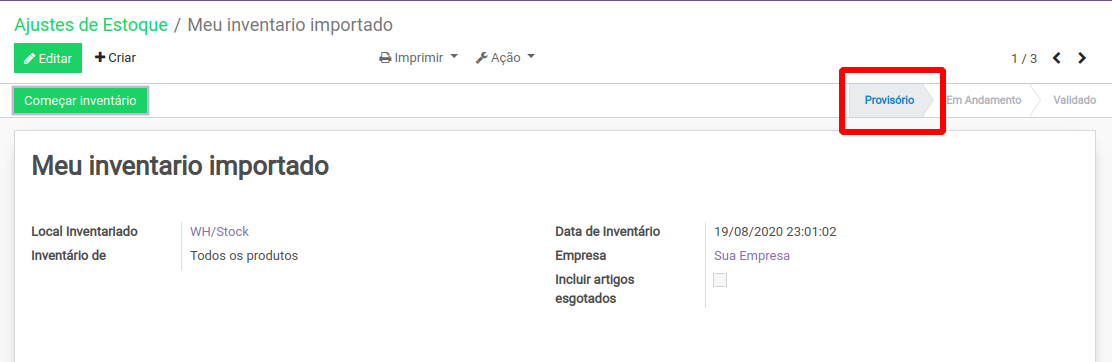 Ajustes de Estoque / Meu inventario importado
Editar Criar Imprimir Ação 1 / 3
Começar Inventário Provisório Em Andamento Validado
Meu inventario importado
Local Inventariado WH/Stock Data de Inventário 19/08/2020 23:01:02
Inventário de Todos os produtos Empresa Sua Empresa
Incluir artigos
esgotados